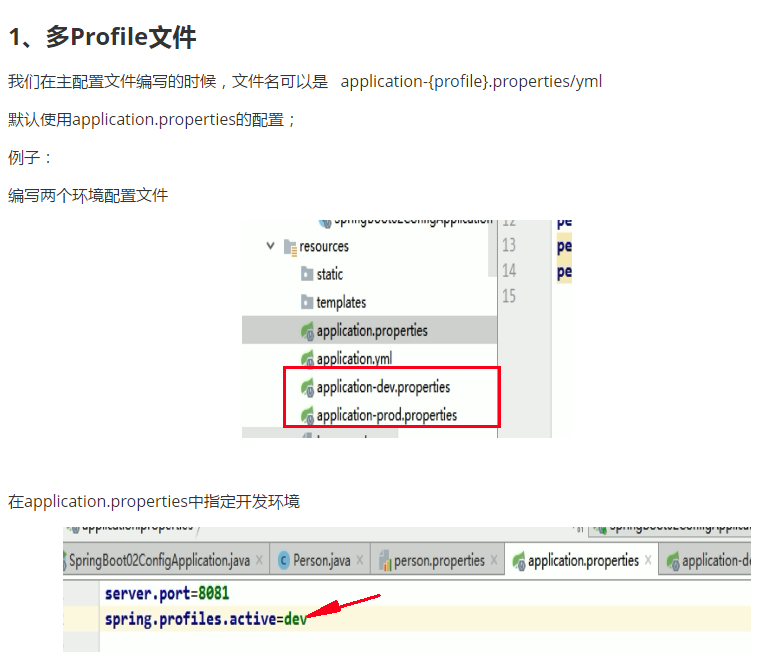 1、多Profile文件
我们在主配置文件编写的时候，文件名可以是 application-{profile}.properties/yml
默认使用application.properties的配置；
例子：
编写两个环境配置文件
12 pe
resources 13 pe
static 14 pe
templates 15
application.properties
application.yml
application-dev.properties
application-prod.properties
在application.properties中指定开发环境
SpringBoot02ConfigApplication.java Person.java person.properties application.properties application-de
server.port=8081
spring.profiles.active=dev